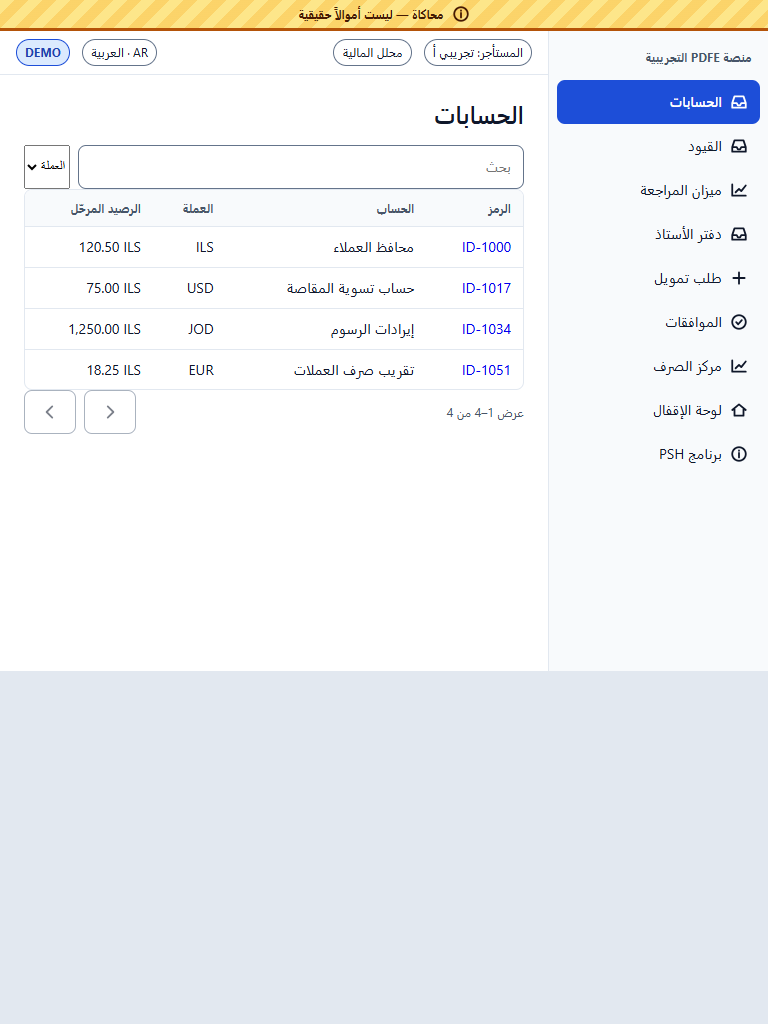 محاكاة — ليست أموالاً حقيقية
منصة PDFE التجريبية
الحسابات
القيود
ميزان المراجعة
دفتر الأستاذ
طلب تمويل
الموافقات
مركز الصرف
لوحة الإقفال
برنامج PSH
المستأجر: تجريبي أ
محلل المالية
AR · العربية
DEMO
الحسابات
بحث
العملة
الرمز الحساب العملة الرصيد المرحّل
ID-1000 محافظ العملاء ILS 120.50 ILS
ID-1017 حساب تسوية المقاصة USD 75.00 ILS
ID-1034 إيرادات الرسوم JOD 1,250.00 ILS
ID-1051 تقريب صرف العملات EUR 18.25 ILS
عرض 1–4 من 4